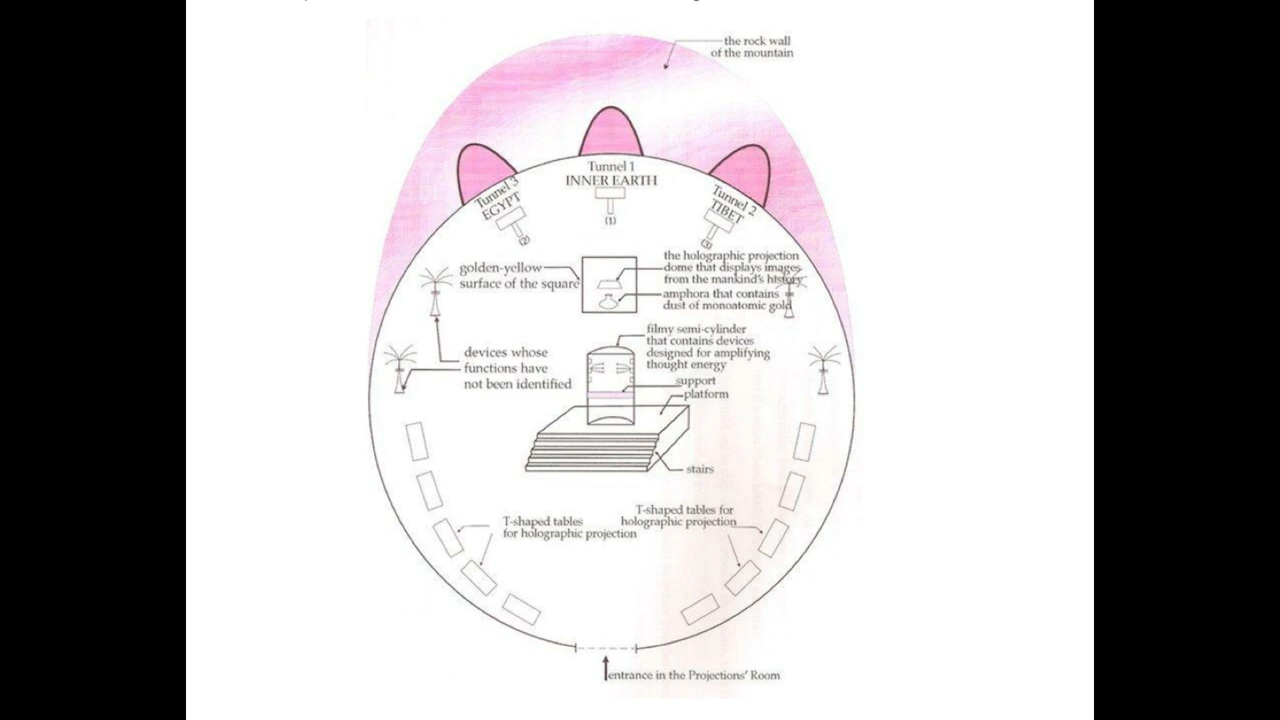 the rock wall
of the mountain
Tunnel 1
INNER EARTH
(1)
Tunnel 3
EGYPT
(2)
Tunnel 2
TIBET
(3)
golden-yellow
surface of the square
the holographic projection
dome that displays images
from the mankind's history
amphora that contains
dust of monoatomic gold
filmy semi-cylinder
that contains devices
designed for amplifying
thought energy
support
platform
devices whose
functions have
not been identified
stairs
T-shaped tables
for holographic projection
T-shaped tables for
holographic projection
entrance in the Projections' Room